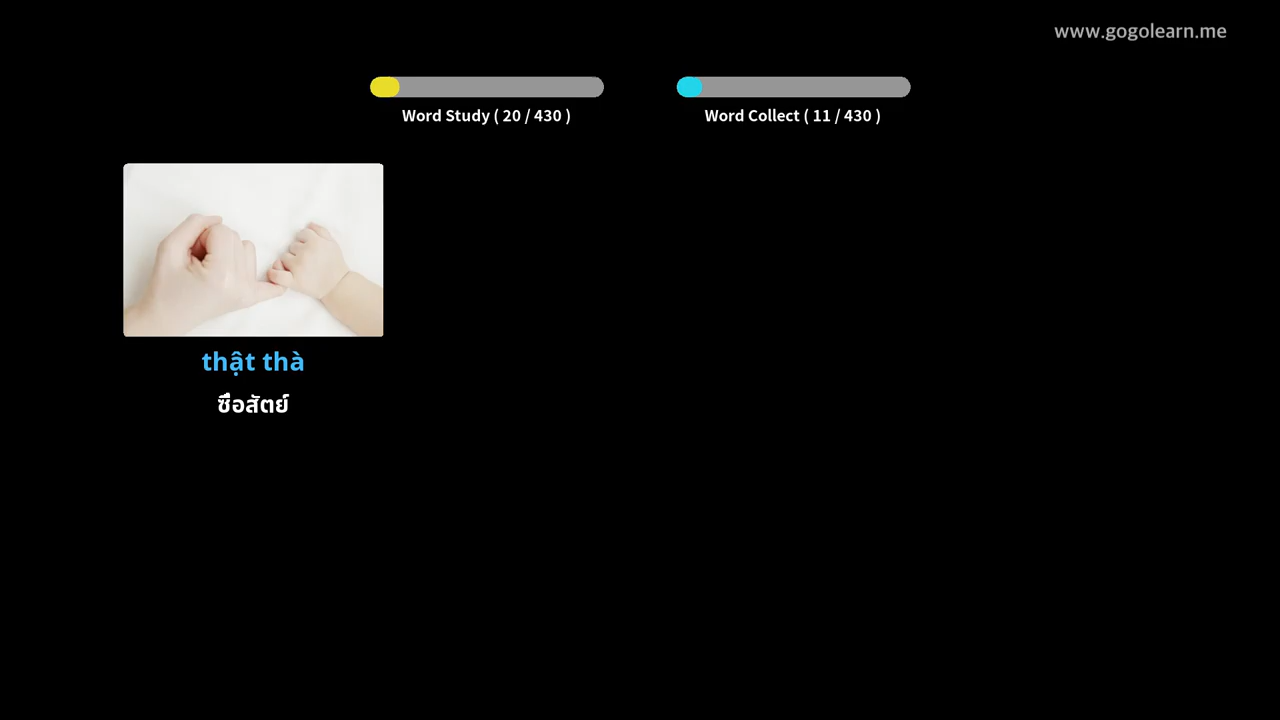 www.gogolearn.me
Word Study ( 20 / 430 )
Word Collect ( 11 / 430 )
thật thà
ซื่อสัตย์